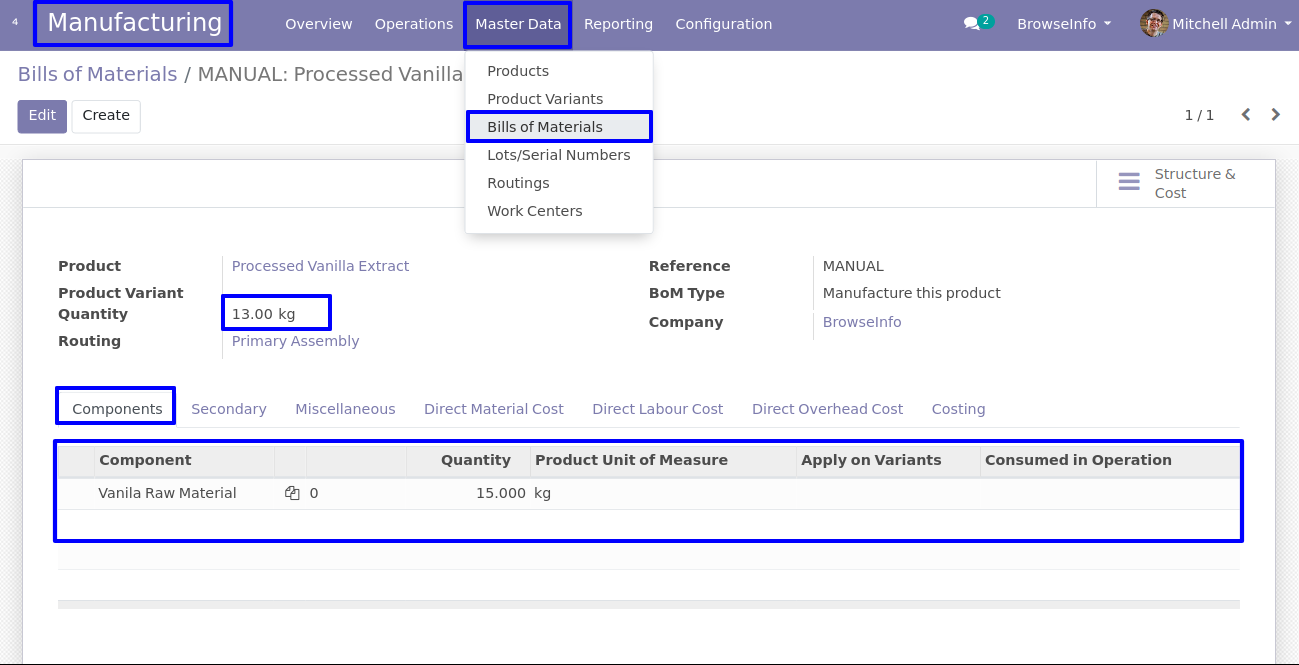 4 Manufacturing Overview Operations Master Data Reporting Configuration 2 BrowseInfo Mitchell Admin
Bills of Materials / MANUAL: Processed Vanilla
Products
Product Variants
Bills of Materials
Lots/Serial Numbers
Routings
Work Centers
Edit Create 1 / 1
Structure &
Cost
Product Processed Vanilla Extract
Product Variant
Quantity 13.00 kg
Routing Primary Assembly
Reference MANUAL
BoM Type Manufacture this product
Company BrowseInfo
Components Secondary Miscellaneous Direct Material Cost Direct Labour Cost Direct Overhead Cost Costing
Component Quantity Product Unit of Measure Apply on Variants Consumed in Operation
Vanila Raw Material 0 15.000 kg